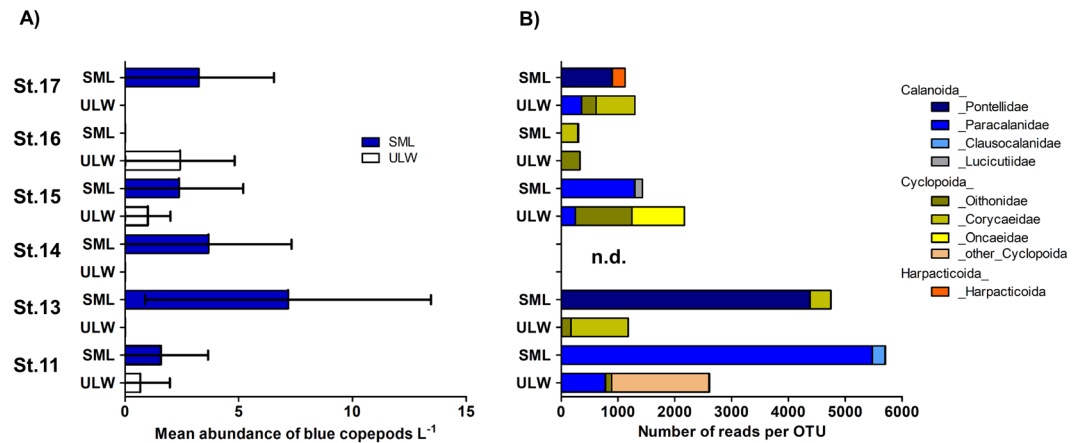 A)
St.17
SML
ULW
St.16
SML
ULW
St.15
SML
ULW
St.14
SML
ULW
St.13
SML
ULW
St.11
SML
ULW
0 5 10 15
Mean abundance of blue copepods L⁻¹
SML
ULW
B)
SML
ULW
SML
ULW
SML
ULW
n.d.
SML
ULW
SML
ULW
0 1000 2000 3000 4000 5000 6000
Number of reads per OTU
Calanoida_
_Pontellidae
_Paracalanidae
_Clausocalanidae
_Lucicutiidae
Cyclopoida_
_Oithonidae
_Corycaeidae
_Oncaeidae
_other_Cyclopoida
Harpacticoida_
_Harpacticoida